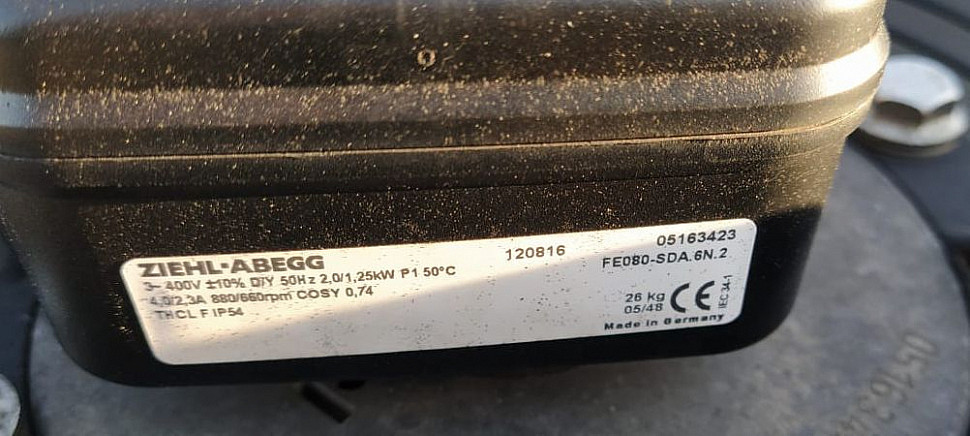 ZIEHL-ABEGG
120816
05163423
3~ 400V ±10% D/Y 50Hz 2,0/1,25kW P1 50°C
FE080-SDA.6N.2
4,0/2,3A 880/660rpm COSY 0,74
26 kg
THCL F IP54
05/48
CE
IEC 34-1
Made in Germany